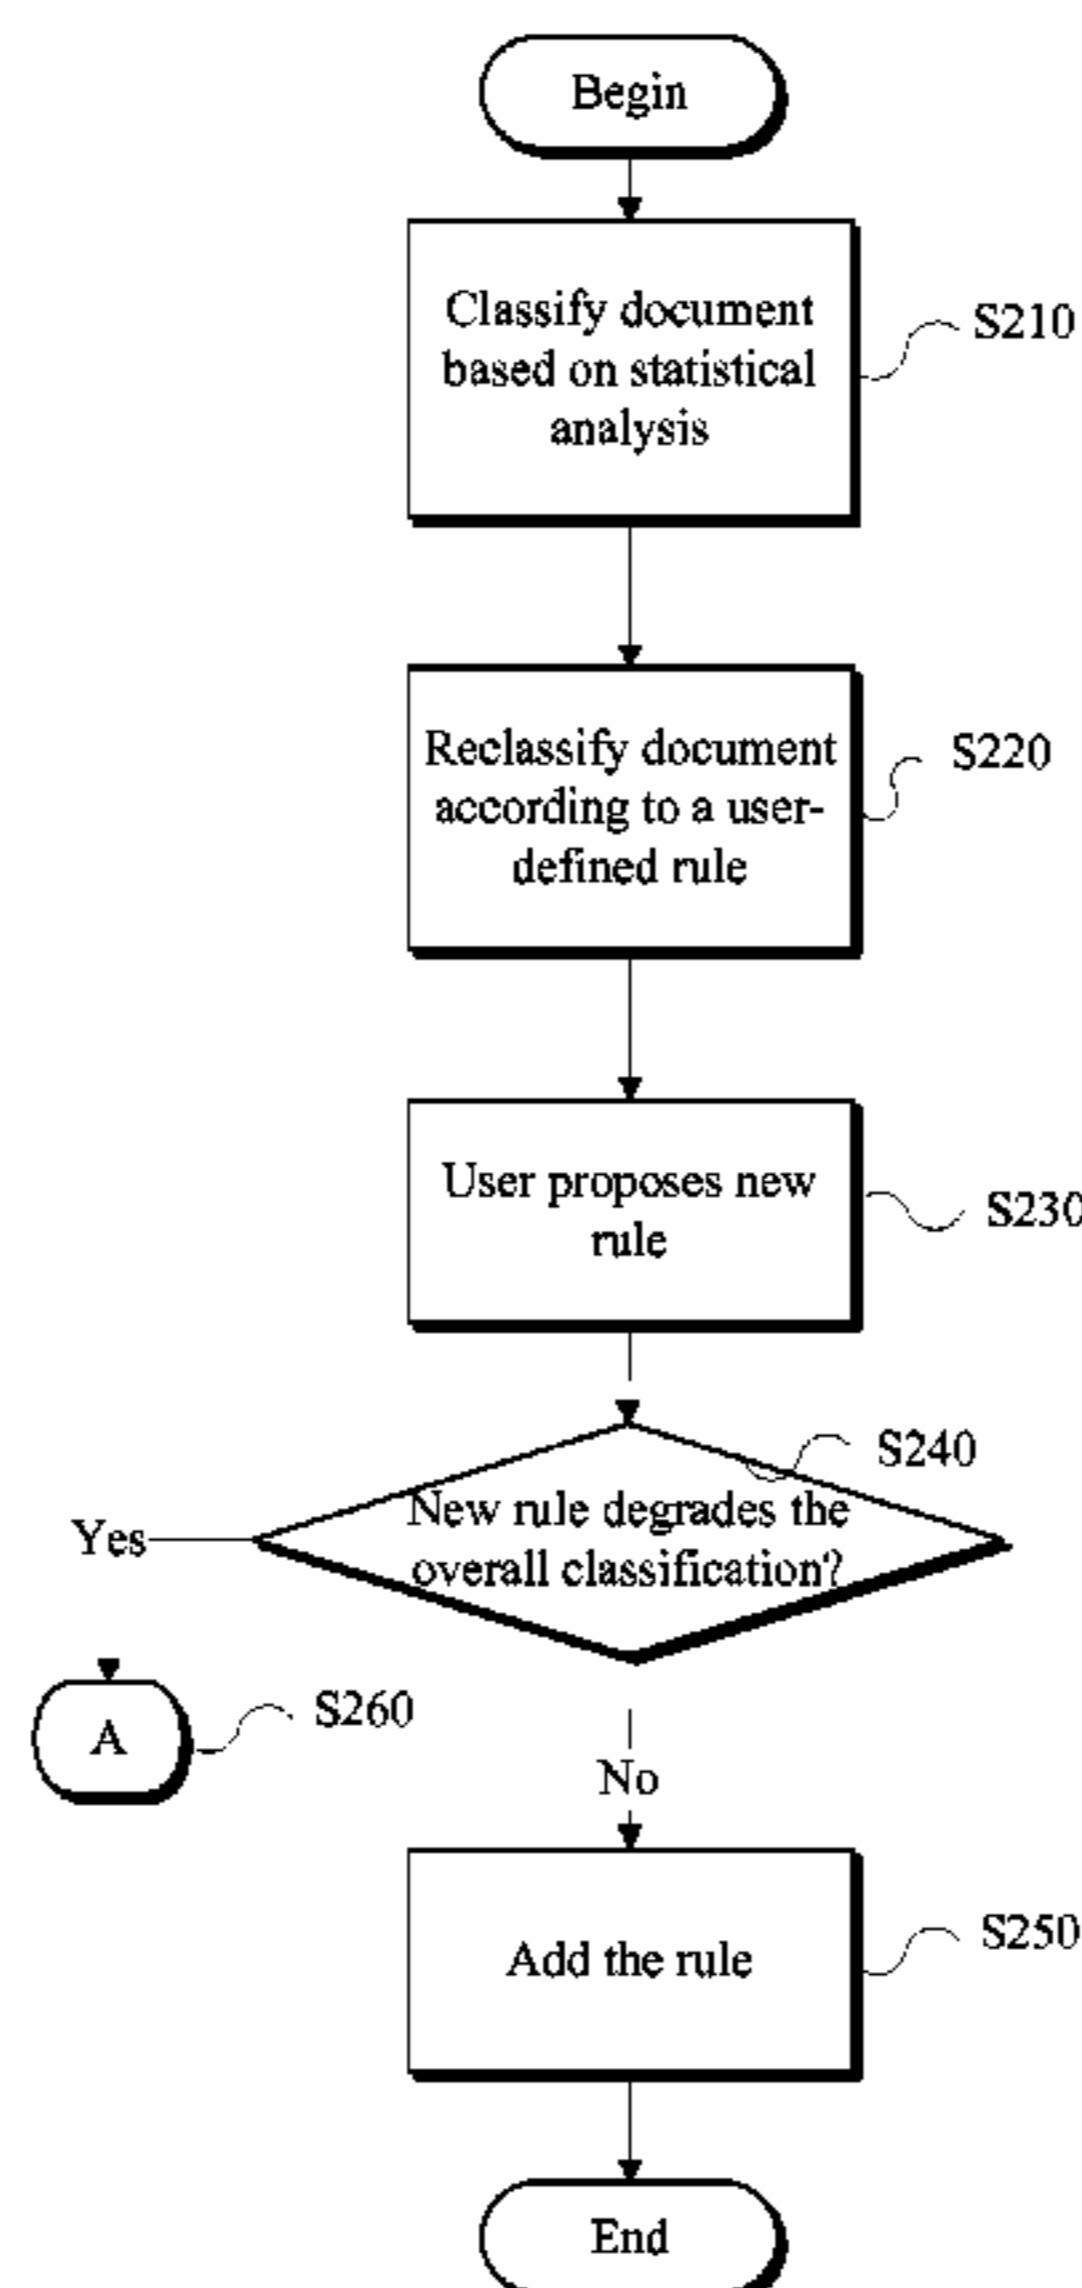 Begin
Classify document
based on statistical
analysis
S210
Reclassify document
according to a user-
defined rule
S220
User proposes new
rule
S230
S240
New rule degrades the
overall classification?
Yes
A
S260
No
Add the rule
S250
End